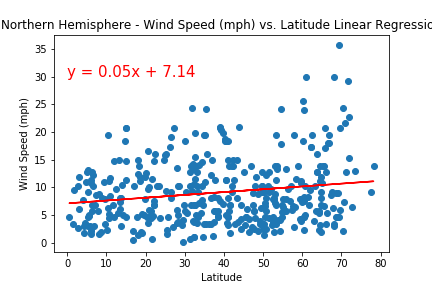 Northern Hemisphere - Wind Speed (mph) vs. Latitude Linear Regressio
y = 0.05x + 7.14
Wind Speed (mph)
35
30
25
20
15
10
5
0
0 10 20 30 40 50 60 70 80
Latitude